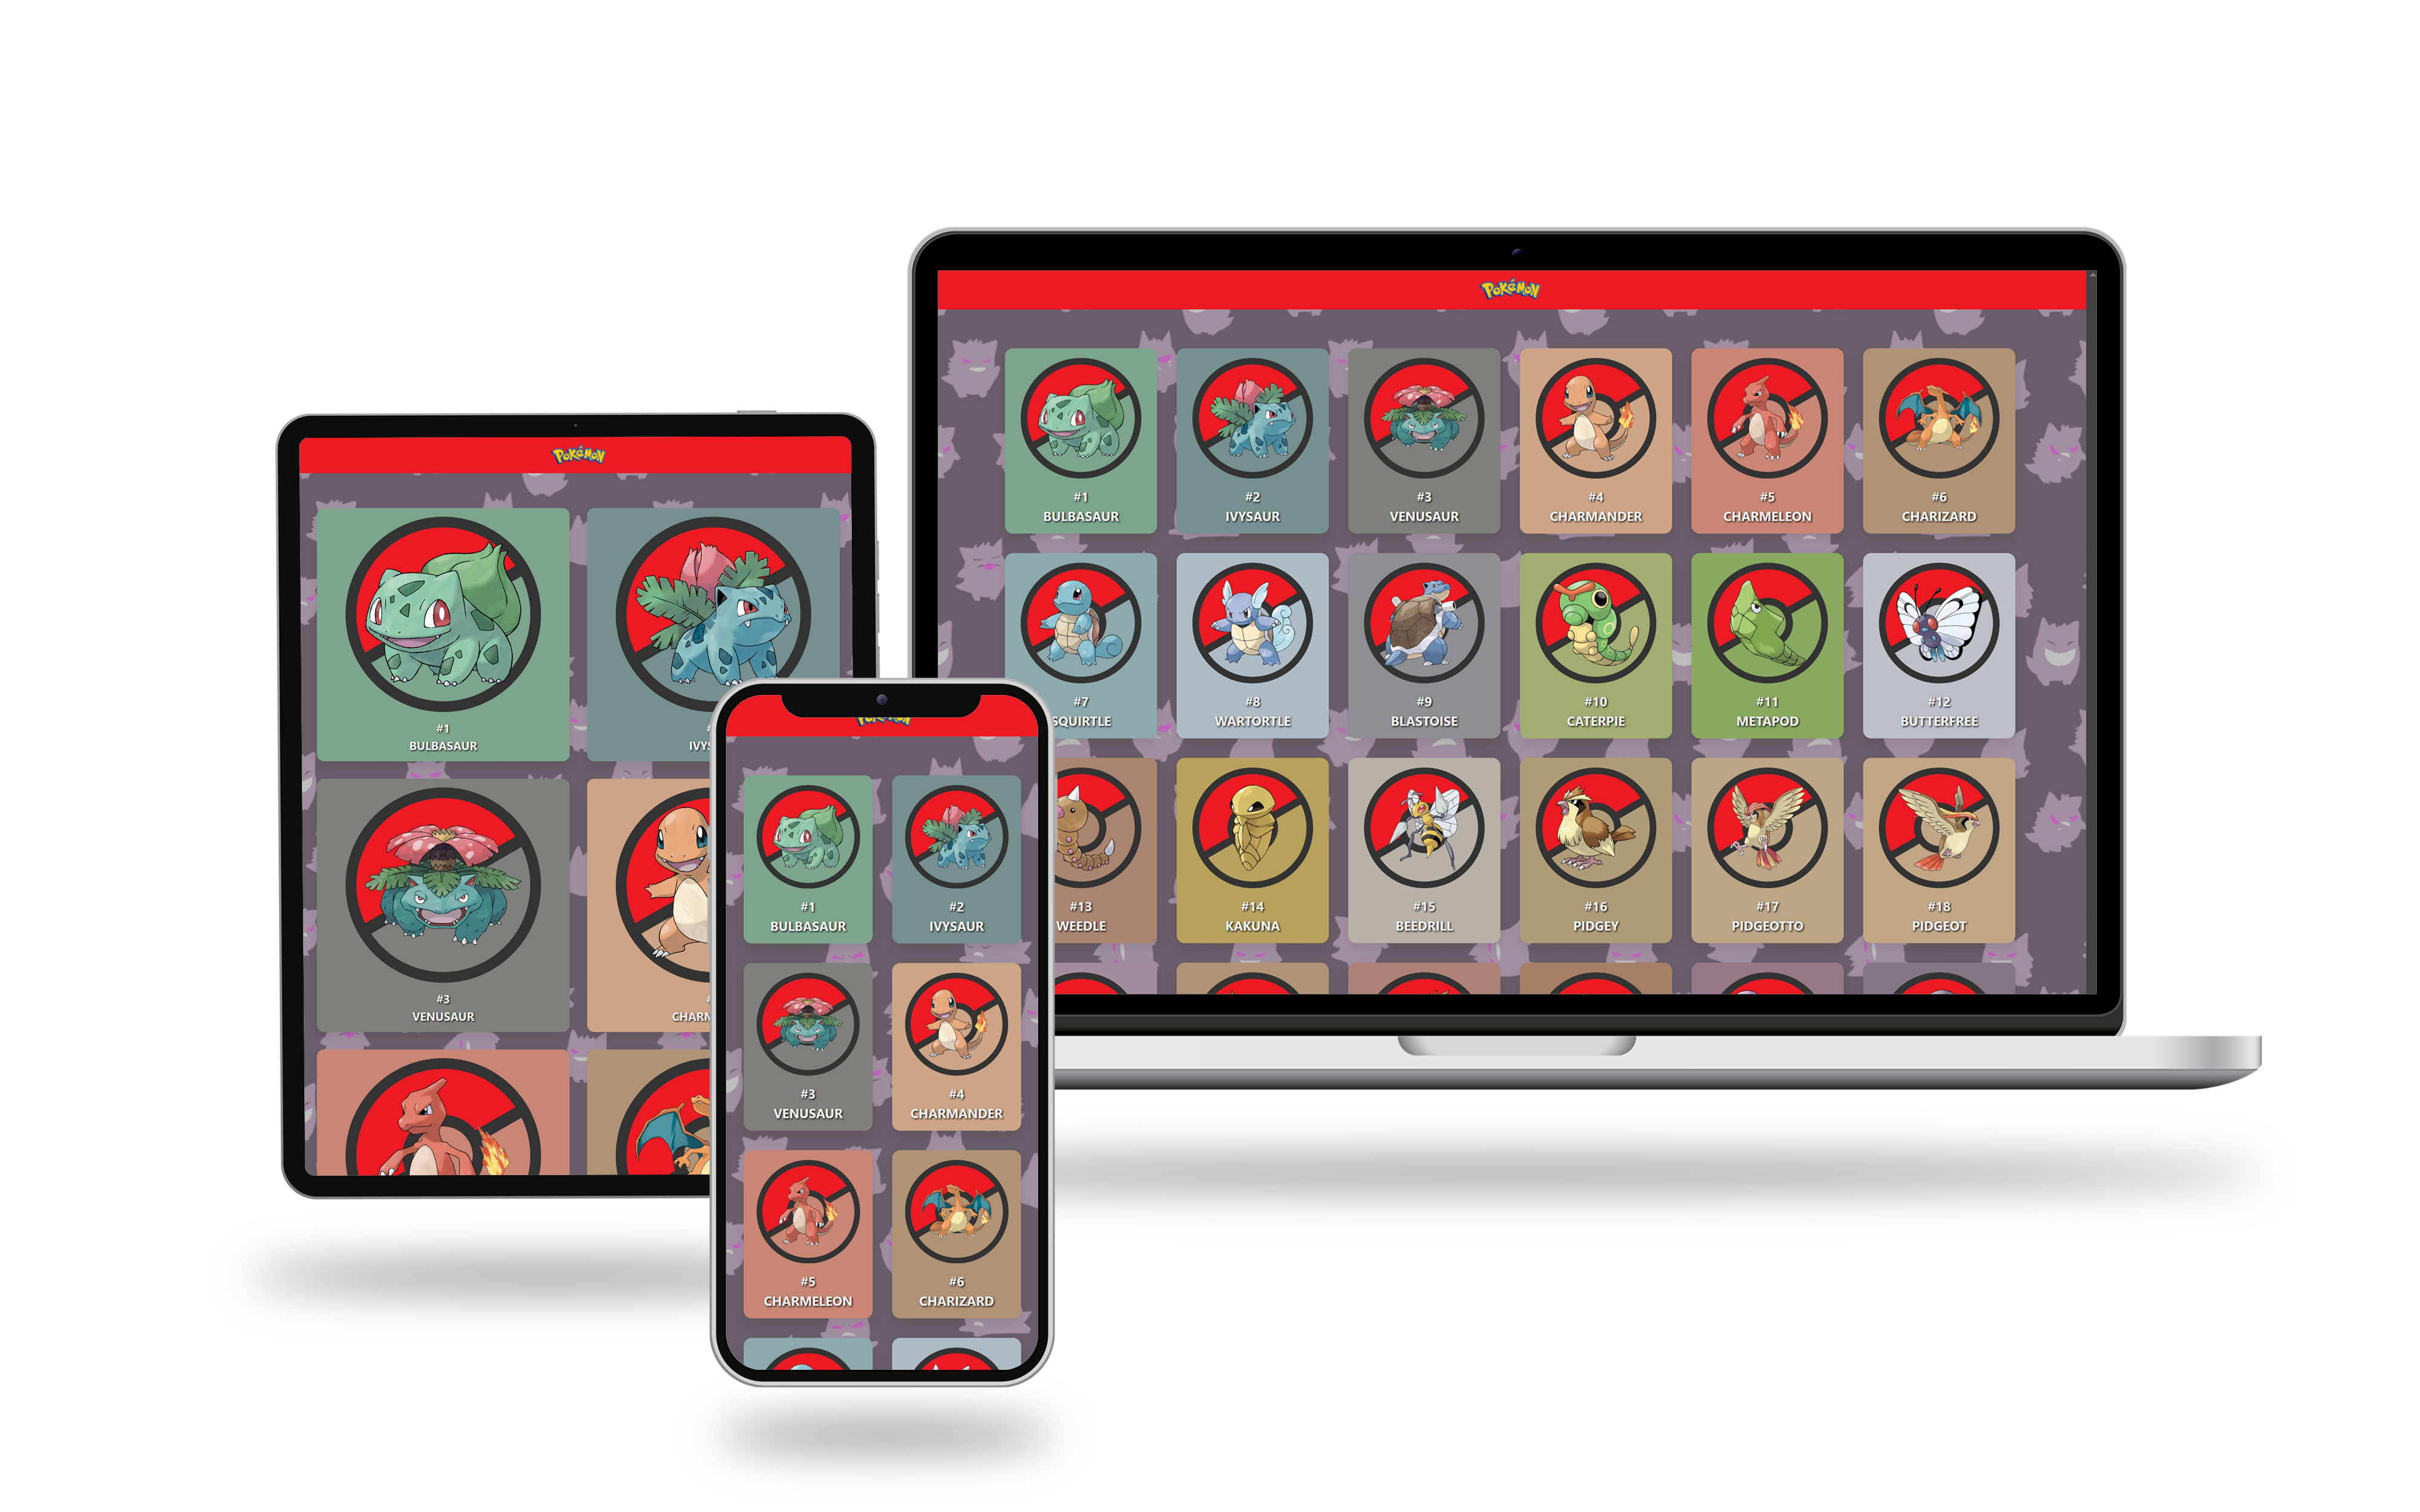 Pokémon
#1
BULBASAUR
#
IVYS
#3
VENUSAUR
#
CHARM
Pokémon
#1
BULBASAUR
#2
IVYSAUR
#3
VENUSAUR
#4
CHARMANDER
#5
CHARMELEON
#6
CHARIZARD
Pokémon
#1
BULBASAUR
#2
IVYSAUR
#3
VENUSAUR
#4
CHARMANDER
#5
CHARMELEON
#6
CHARIZARD
#7
SQUIRTLE
#8
WARTORTLE
#9
BLASTOISE
#10
CATERPIE
#11
METAPOD
#12
BUTTERFREE
#13
WEEDLE
#14
KAKUNA
#15
BEEDRILL
#16
PIDGEY
#17
PIDGEOTTO
#18
PIDGEOT